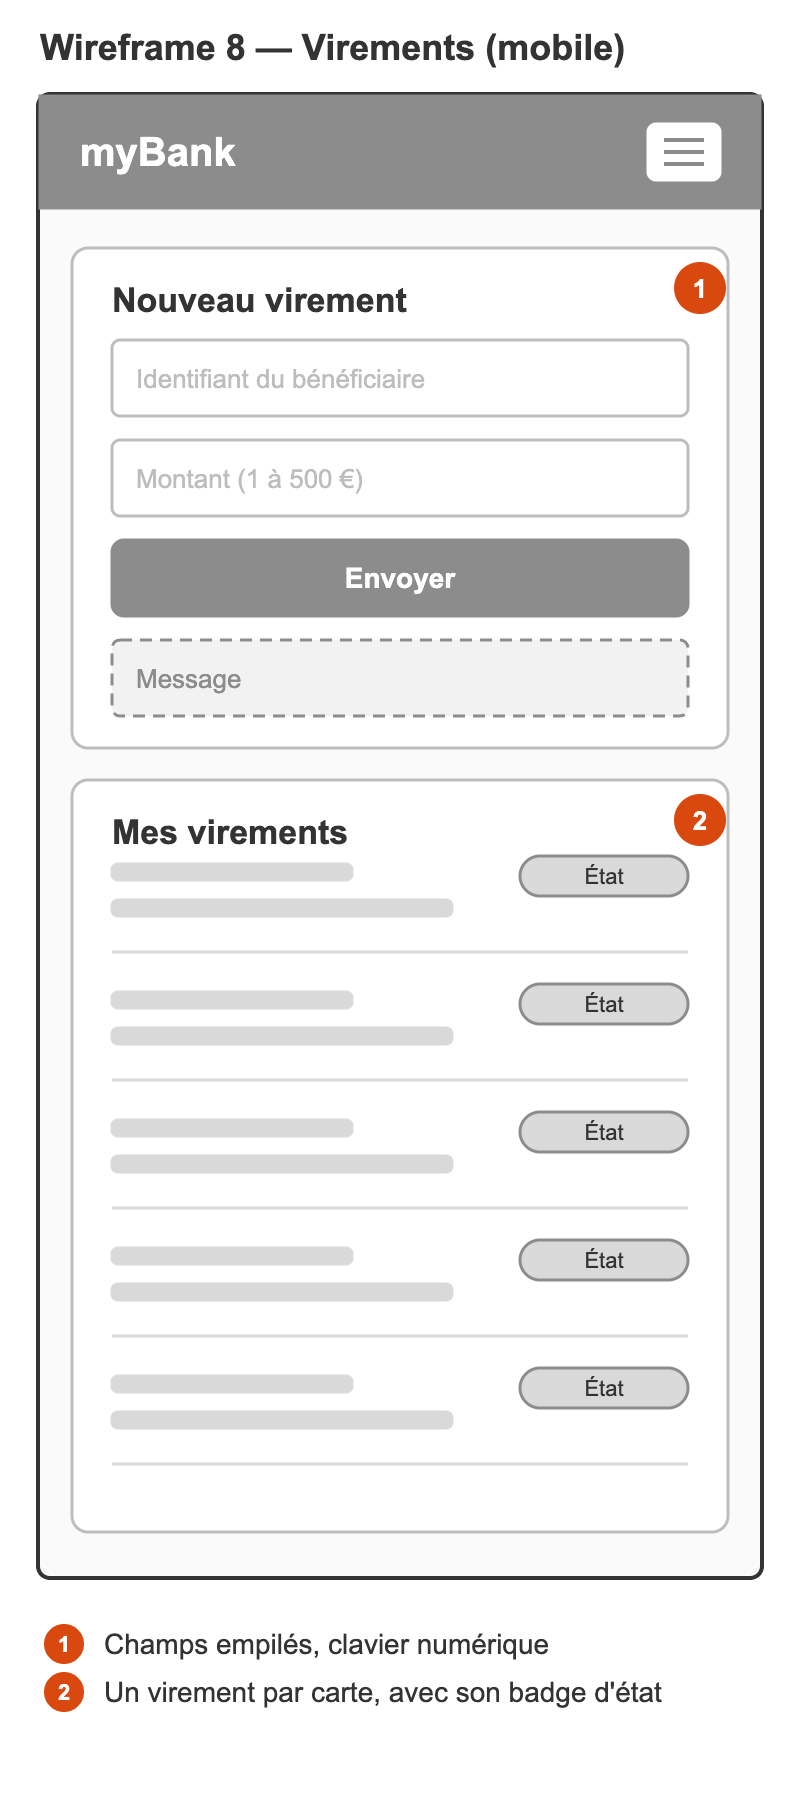 Wireframe 8 — Virements (mobile)
myBank
Nouveau virement
1
Identifiant du bénéficiaire
Montant (1 à 500 €)
Envoyer
Message
Mes virements
2
État
État
État
État
État
1 Champs empilés, clavier numérique
2 Un virement par carte, avec son badge d'état